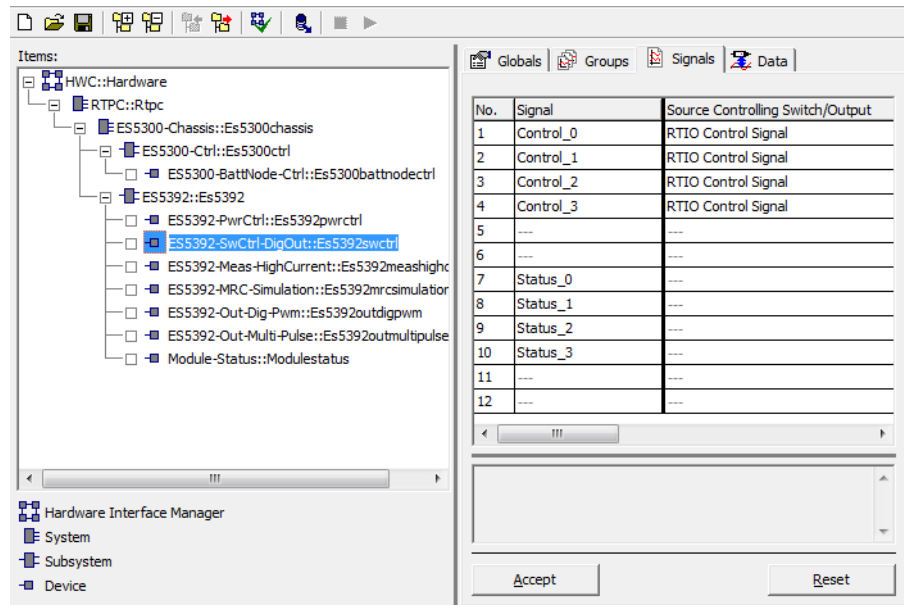 Items:
HWC::Hardware
RTPC::Rtpc
ES5300-Chassis::Es5300chassis
ES5300-Ctrl::Es5300ctrl
ES5300-BattNode-Ctrl::Es5300battnodectrl
ES5392::Es5392
ES5392-PwrCtrl::Es5392pwrctrl
ES5392-SwCtrl-DigOut::Es5392swctrl
ES5392-Meas-HighCurrent::Es5392meashighc
ES5392-MRC-Simulation::Es5392mrcsimulation
ES5392-Out-Dig-Pwm::Es5392outdigpwm
ES5392-Out-Multi-Pulse::Es5392outmultipulse
Module-Status::Modulestatus
Hardware Interface Manager
System
Subsystem
Device
Globals Groups Signals Data
No. Signal Source Controlling Switch/Output
1 Control_0 RTIO Control Signal
2 Control_1 RTIO Control Signal
3 Control_2 RTIO Control Signal
4 Control_3 RTIO Control Signal
5 --- ---
6 --- ---
7 Status_0 ---
8 Status_1 ---
9 Status_2 ---
10 Status_3 ---
11 --- ---
12 --- ---
Accept Reset